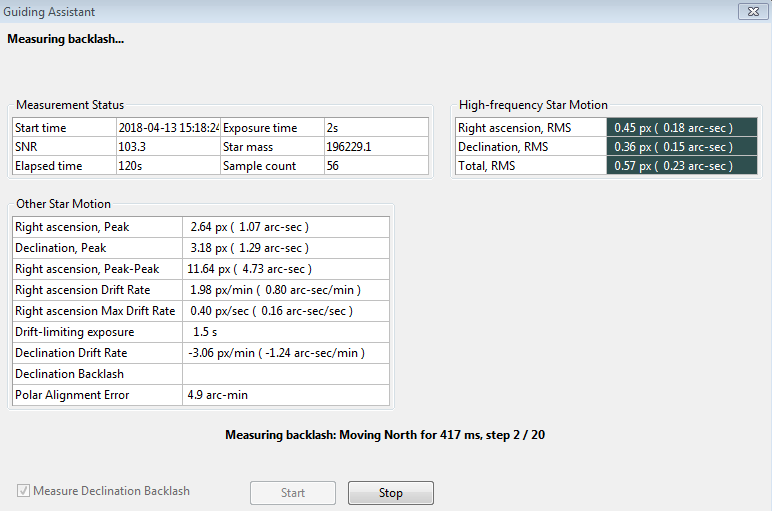 Guiding Assistant
Measuring backlash...
Measurement Status
Start time 2018-04-13 15:18:24 Exposure time 2s
SNR 103.3 Star mass 196229.1
Elapsed time 120s Sample count 56
High-frequency Star Motion
Right ascension, RMS 0.45 px ( 0.18 arc-sec )
Declination, RMS 0.36 px ( 0.15 arc-sec )
Total, RMS 0.57 px ( 0.23 arc-sec )
Other Star Motion
Right ascension, Peak 2.64 px ( 1.07 arc-sec )
Declination, Peak 3.18 px ( 1.29 arc-sec )
Right ascension, Peak-Peak 11.64 px ( 4.73 arc-sec )
Right ascension Drift Rate 1.98 px/min ( 0.80 arc-sec/min )
Right ascension Max Drift Rate 0.40 px/sec ( 0.16 arc-sec/sec )
Drift-limiting exposure 1.5 s
Declination Drift Rate -3.06 px/min ( -1.24 arc-sec/min )
Declination Backlash
Polar Alignment Error 4.9 arc-min
Measuring backlash: Moving North for 417 ms, step 2 / 20
Measure Declination Backlash Start Stop